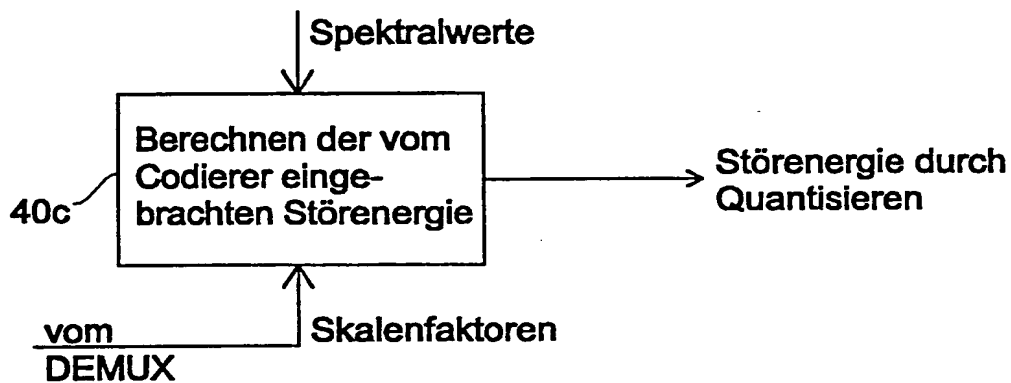 Spektralwerte
Berechnen der vom
Codierer einge-
brachten Störenergie
40c
Störenergie durch
Quantisieren
vom
DEMUX
Skalenfaktoren